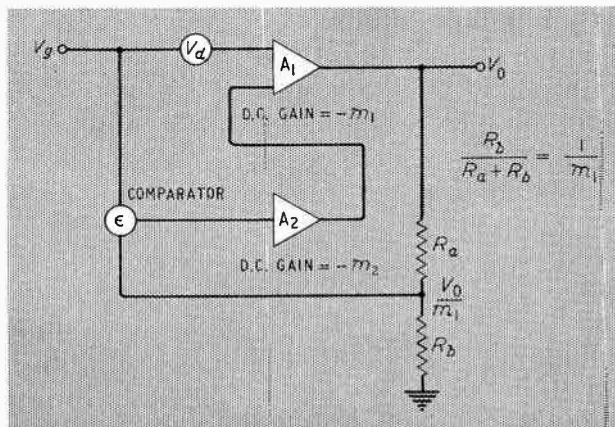 Vg
Vd
A1
V0
D.C. GAIN = -m1
Rb / Ra + Rb = 1 / m1
COMPARATOR
ϵ
A2
Ra
D.C. GAIN = -m2
V0 / m1
Rb